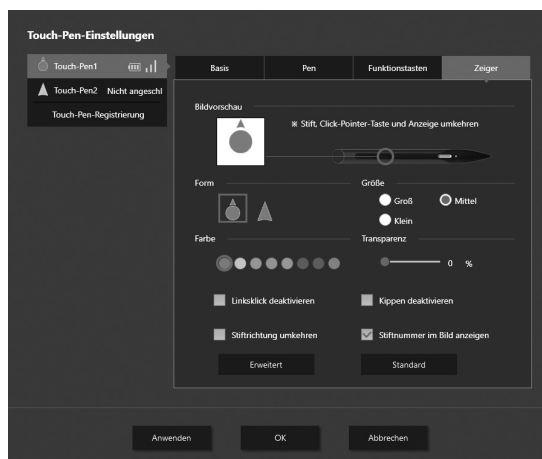 Touch-Pen-Einstellungen
Touch-Pen1
Touch-Pen2 Nicht angeschl
Touch-Pen-Registrierung
Basis Pen Funktionstasten Zeiger
Bildvorschau
※ Stift, Click-Pointer-Taste und Anzeige umkehren
Form Größe
Groß Mittel
Klein
Farbe Transparenz
0 %
Linksklick deaktivieren Kippen deaktivieren
Stiftrichtung umkehren Stiftnummer im Bild anzeigen
Erweitert Standard
Anwenden OK Abbrechen